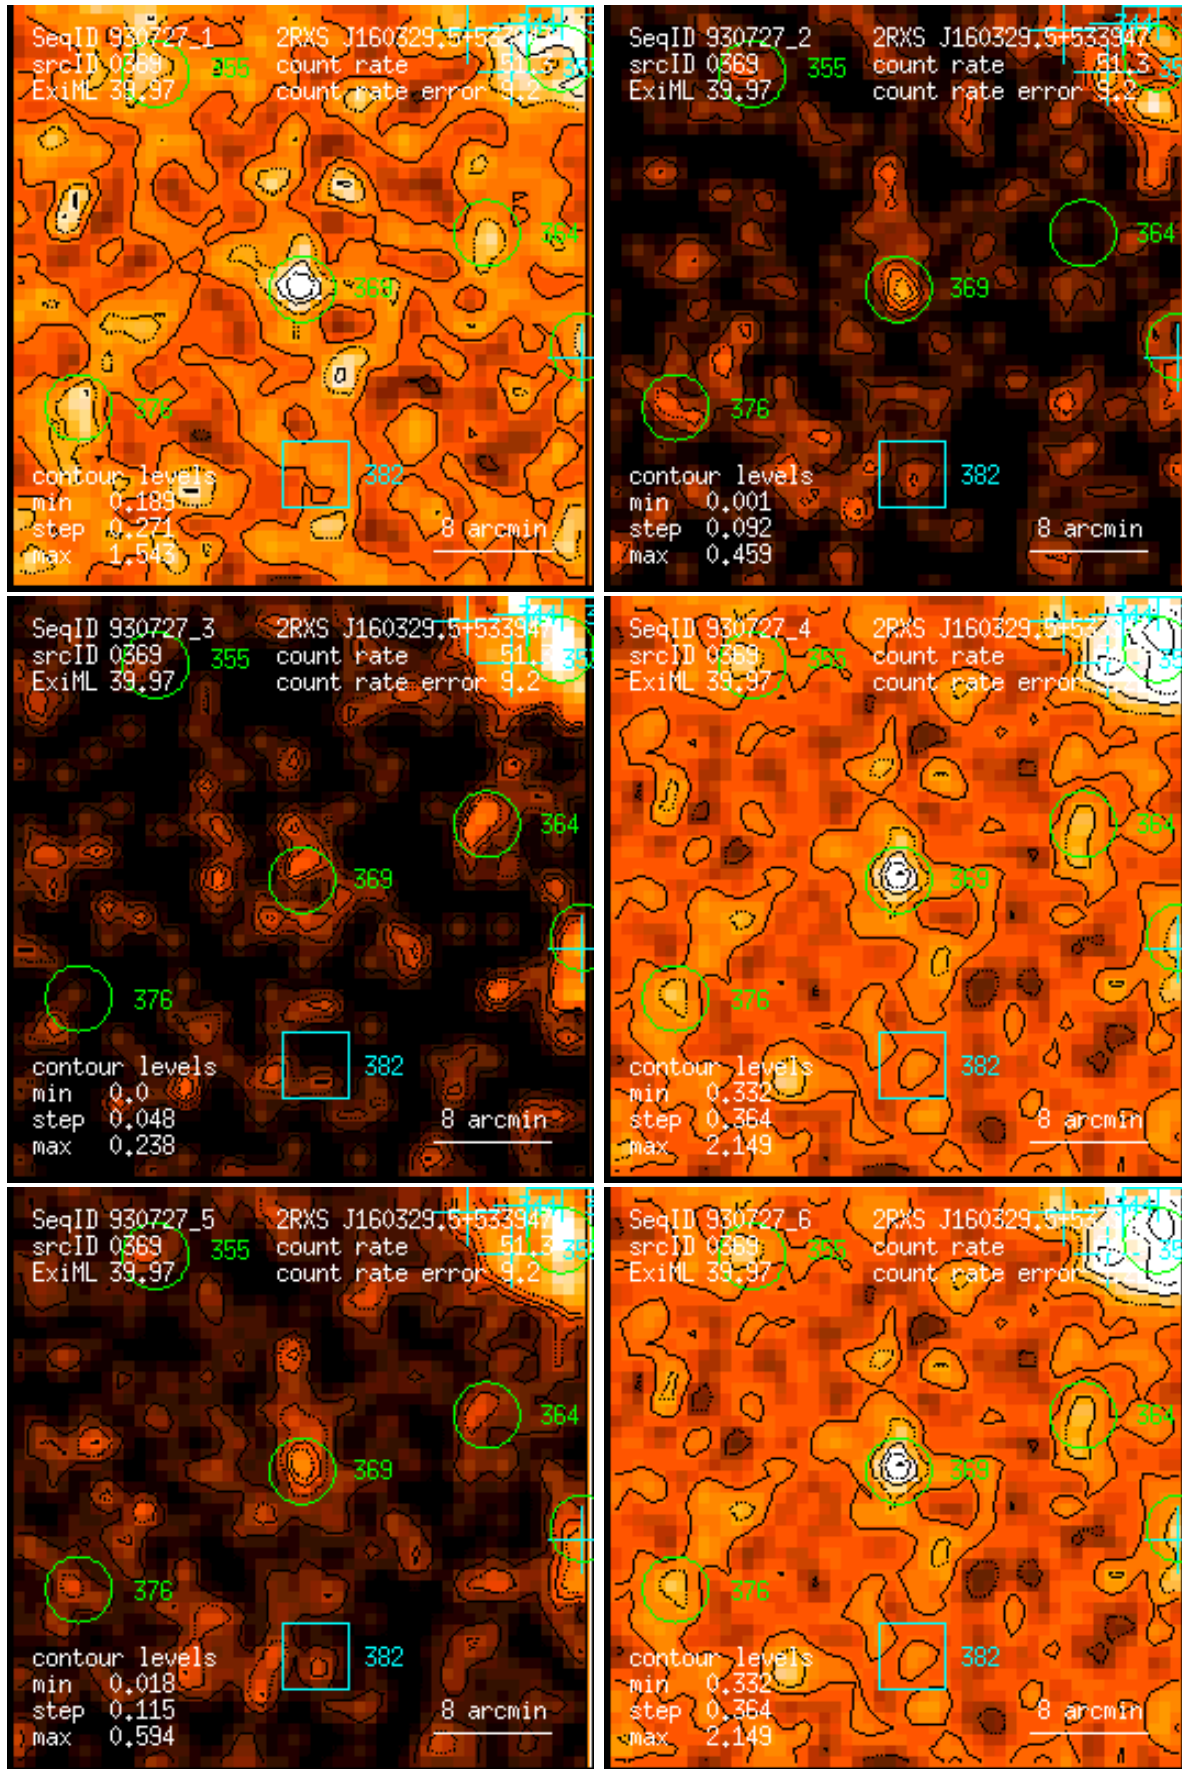 SeqID 930727_1 2RXS J160329.5+533947
srcID 0369 355 count rate 51.3
ExiML 39.97 count rate error 9.2
364
369
376
382
contour levels
min 0.189
step 0.271 8 arcmin
max 1.543
SeqID 930727_2 2RXS J160329.5+533947
srcID 0369 355 count rate 51.3
ExiML 39.97 count rate error 9.2
364
369
376
382
contour levels
min 0.001
step 0.092 8 arcmin
max 0.459
SeqID 930727_3 2RXS J160329.5+533947
srcID 0369 355 count rate 51.
ExiML 39.97 count rate error 9.2
364
369
376
382
contour levels
min 0.0
step 0.048 8 arcmin
max 0.238
SeqID 930727_4 2RXS J160329.5+53
srcID 0369 355 count rate
ExiML 39.97 count rate error
364
369
376
382
contour levels
min 0.332
step 0.364 8 arcmin
max 2.149
SeqID 930727_5 2RXS J160329.5+533947
srcID 0369 355 count rate 51.3
ExiML 39.97 count rate error 9.2
364
369
376
382
contour levels
min 0.018
step 0.115 8 arcmin
max 0.594
SeqID 930727_6 2RXS J160329.5+53
srcID 0369 355 count rate
ExiML 39.97 count rate error
364
369
376
382
contour levels
min 0.332
step 0.364 8 arcmin
max 2.149